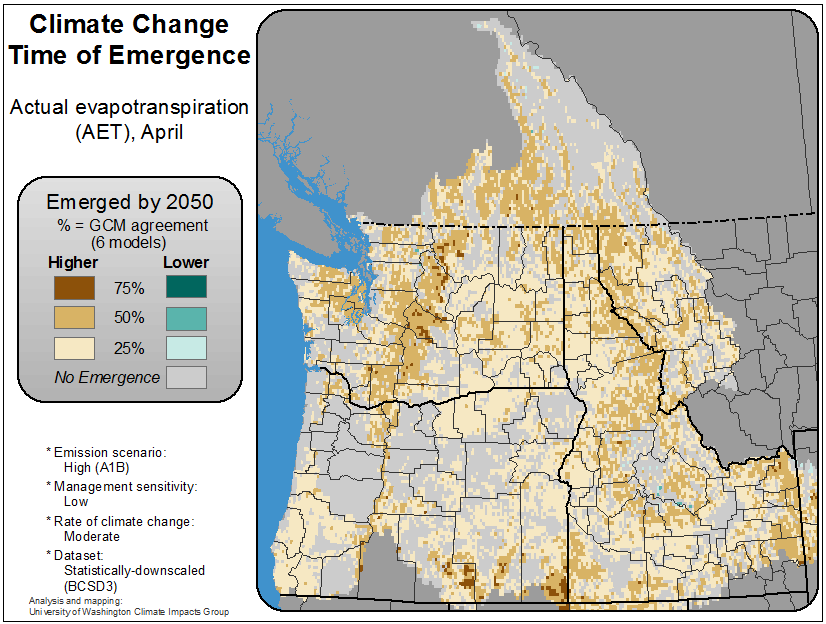 Climate Change
Time of Emergence
Actual evapotranspiration
(AET), April
Emerged by 2050
% = GCM agreement
(6 models)
Higher Lower
75%
50%
25%
No Emergence
* Emission scenario:
High (A1B)
* Management sensitivity:
Low
* Rate of climate change:
Moderate
* Dataset:
Statistically-downscaled
(BCSD3)
Analysis and mapping:
University of Washington Climate Impacts Group